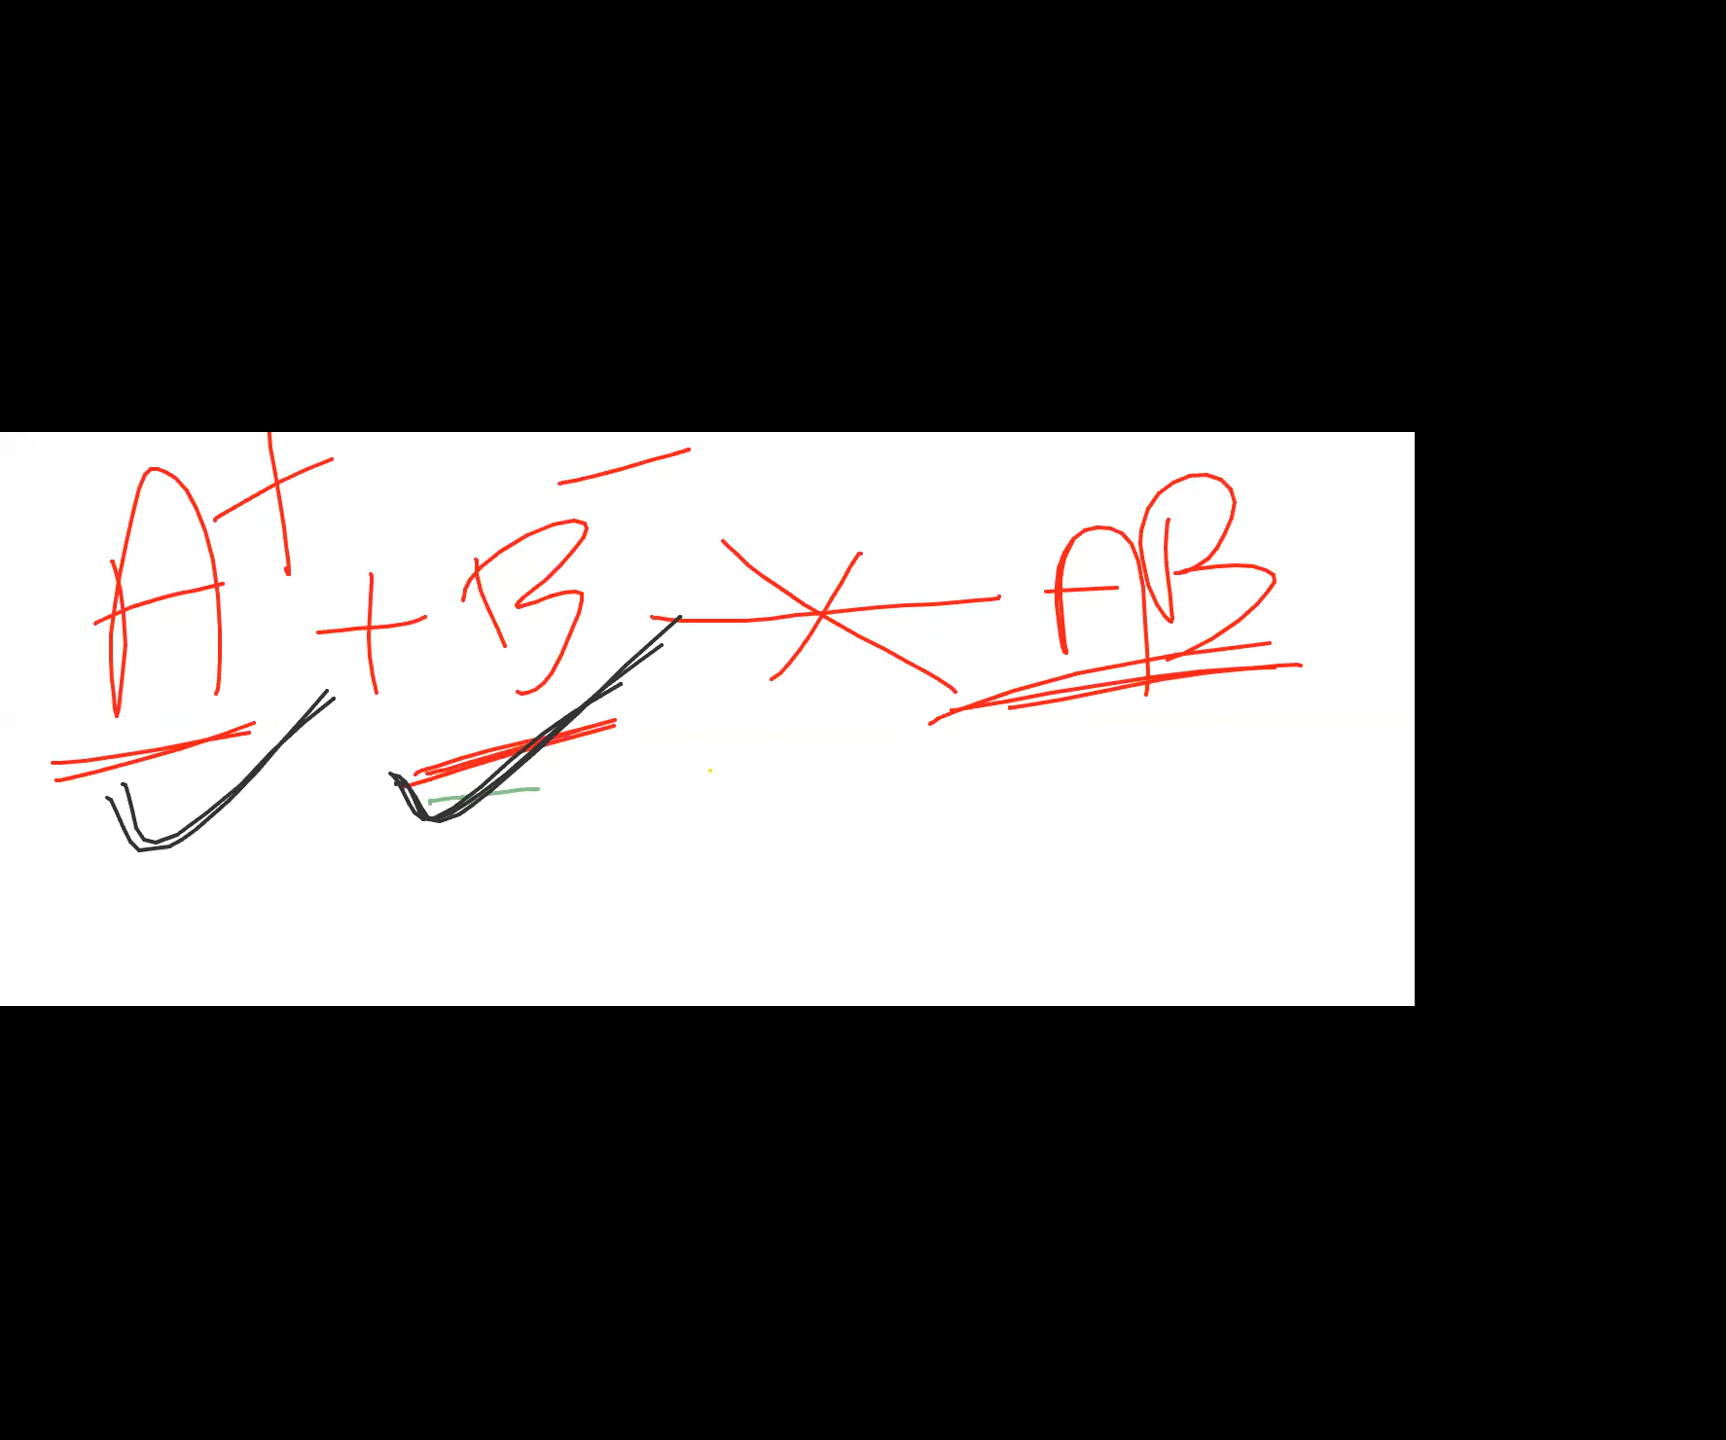 A⁺ + B⁻ —X— AB